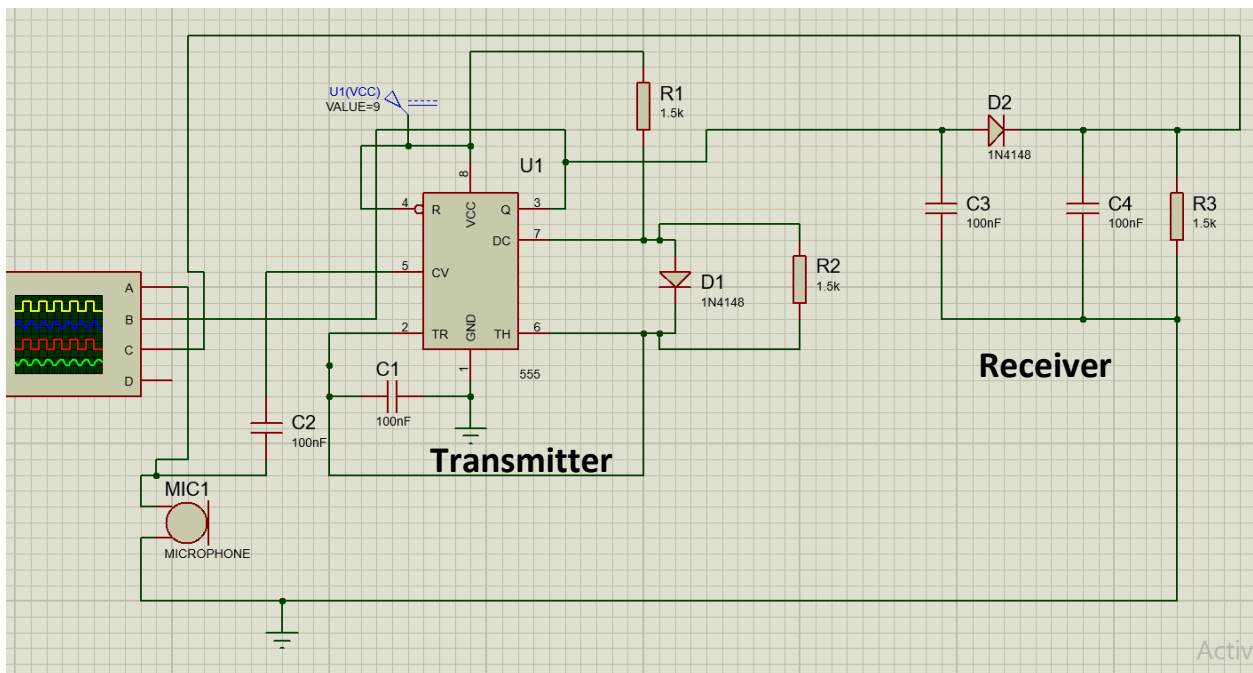 U1(VCC)
VALUE=9
R1
1.5k
D2
1N4148
U1
8
4
R
VCC
Q
3
C3
100nF
C4
100nF
R3
1.5k
DC
7
5
CV
R2
1.5k
D1
1N4148
A
B
C
D
2
TR
GND
TH
6
1
555
C1
100nF
Receiver
C2
100nF
Transmitter
MIC1
MICROPHONE
Activ